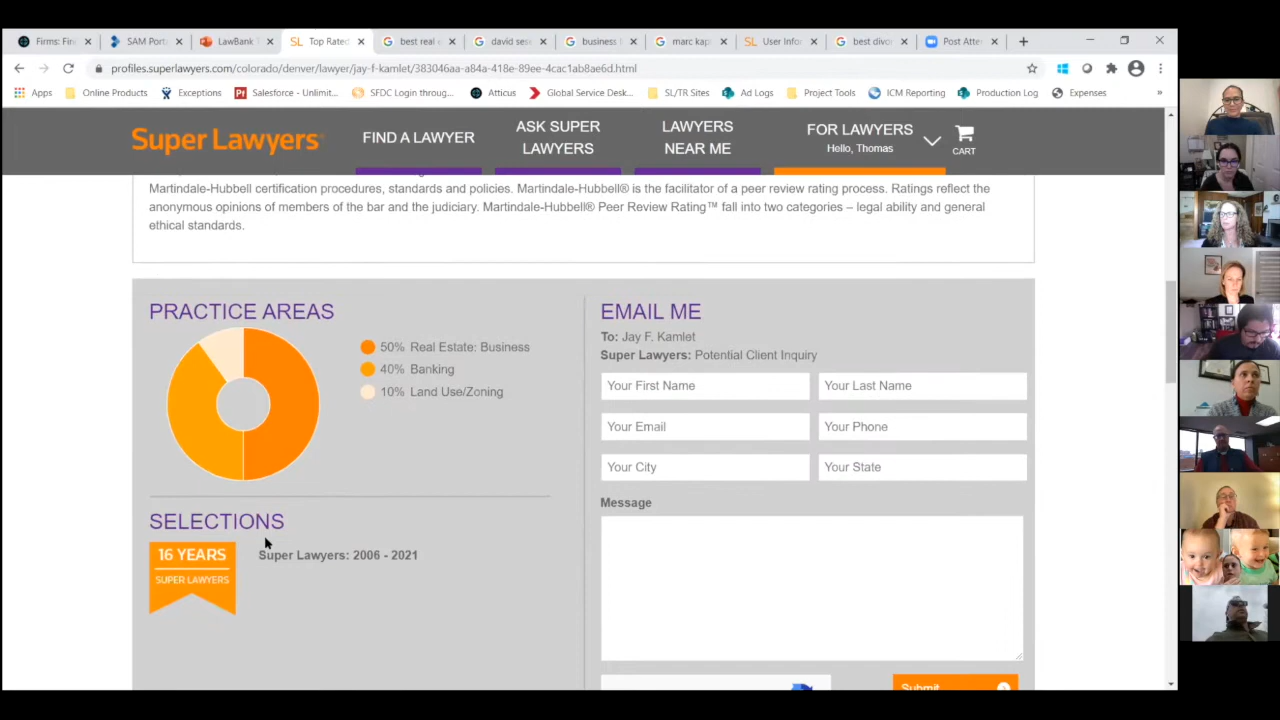 Firms: Fin
SAM Port
LawBank T
Top Rated
best real e
david sese
business l
marc kap
User Info
best divo
Post Atte
profiles.superlawyers.com/colorado/denver/lawyer/jay-f-kamlet/383046aa-a84a-418e-89ee-4cac1ab8ae6d.html
Apps
Online Products
Exceptions
Salesforce - Unlimit...
SFDC Login throug...
Atticus
Global Service Desk...
SL/TR Sites
Ad Logs
Project Tools
ICM Reporting
Production Log
Expenses
»
Super Lawyers
FIND A LAWYER
ASK SUPER
LAWYERS
LAWYERS
NEAR ME
FOR LAWYERS
Hello, Thomas
CART
Martindale-Hubbell certification procedures, standards and policies. Martindale-Hubbell® is the facilitator of a peer review rating process. Ratings reflect the
anonymous opinions of members of the bar and the judiciary. Martindale-Hubbell® Peer Review Rating™ fall into two categories – legal ability and general
ethical standards.
PRACTICE AREAS
50% Real Estate: Business
40% Banking
10% Land Use/Zoning
SELECTIONS
16 YEARS
SUPER LAWYERS
Super Lawyers: 2006 - 2021
EMAIL ME
To: Jay F. Kamlet
Super Lawyers: Potential Client Inquiry
Your First Name
Your Last Name
Your Email
Your Phone
Your City
Your State
Message
Submit